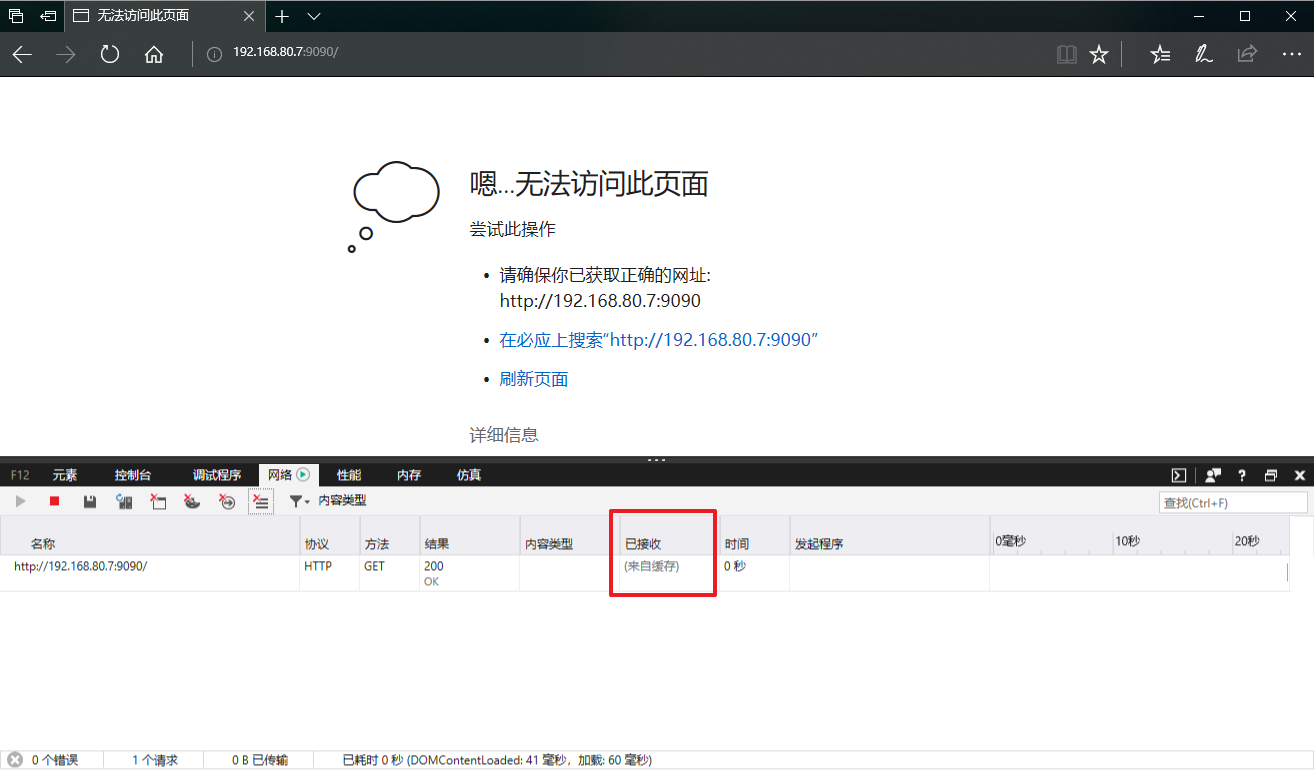 无法访问此页面
192.168.80.7:9090/
嗯...无法访问此页面
尝试此操作
• 请确保你已获取正确的网址:
http://192.168.80.7:9090
• 在必应上搜索“http://192.168.80.7:9090”
• 刷新页面
详细信息
F12 元素 控制台 调试程序 网络 性能 内存 仿真
内容类型 查找(Ctrl+F)
名称 协议 方法 结果 内容类型 已接收 时间 发起程序 0毫秒 10秒 20秒
http://192.168.80.7:9090/ HTTP GET 200 (来自缓存) 0 秒
OK
0 个错误 1 个请求 0 B 已传输 已耗时 0 秒 (DOMContentLoaded: 41 毫秒，加载: 60 毫秒)